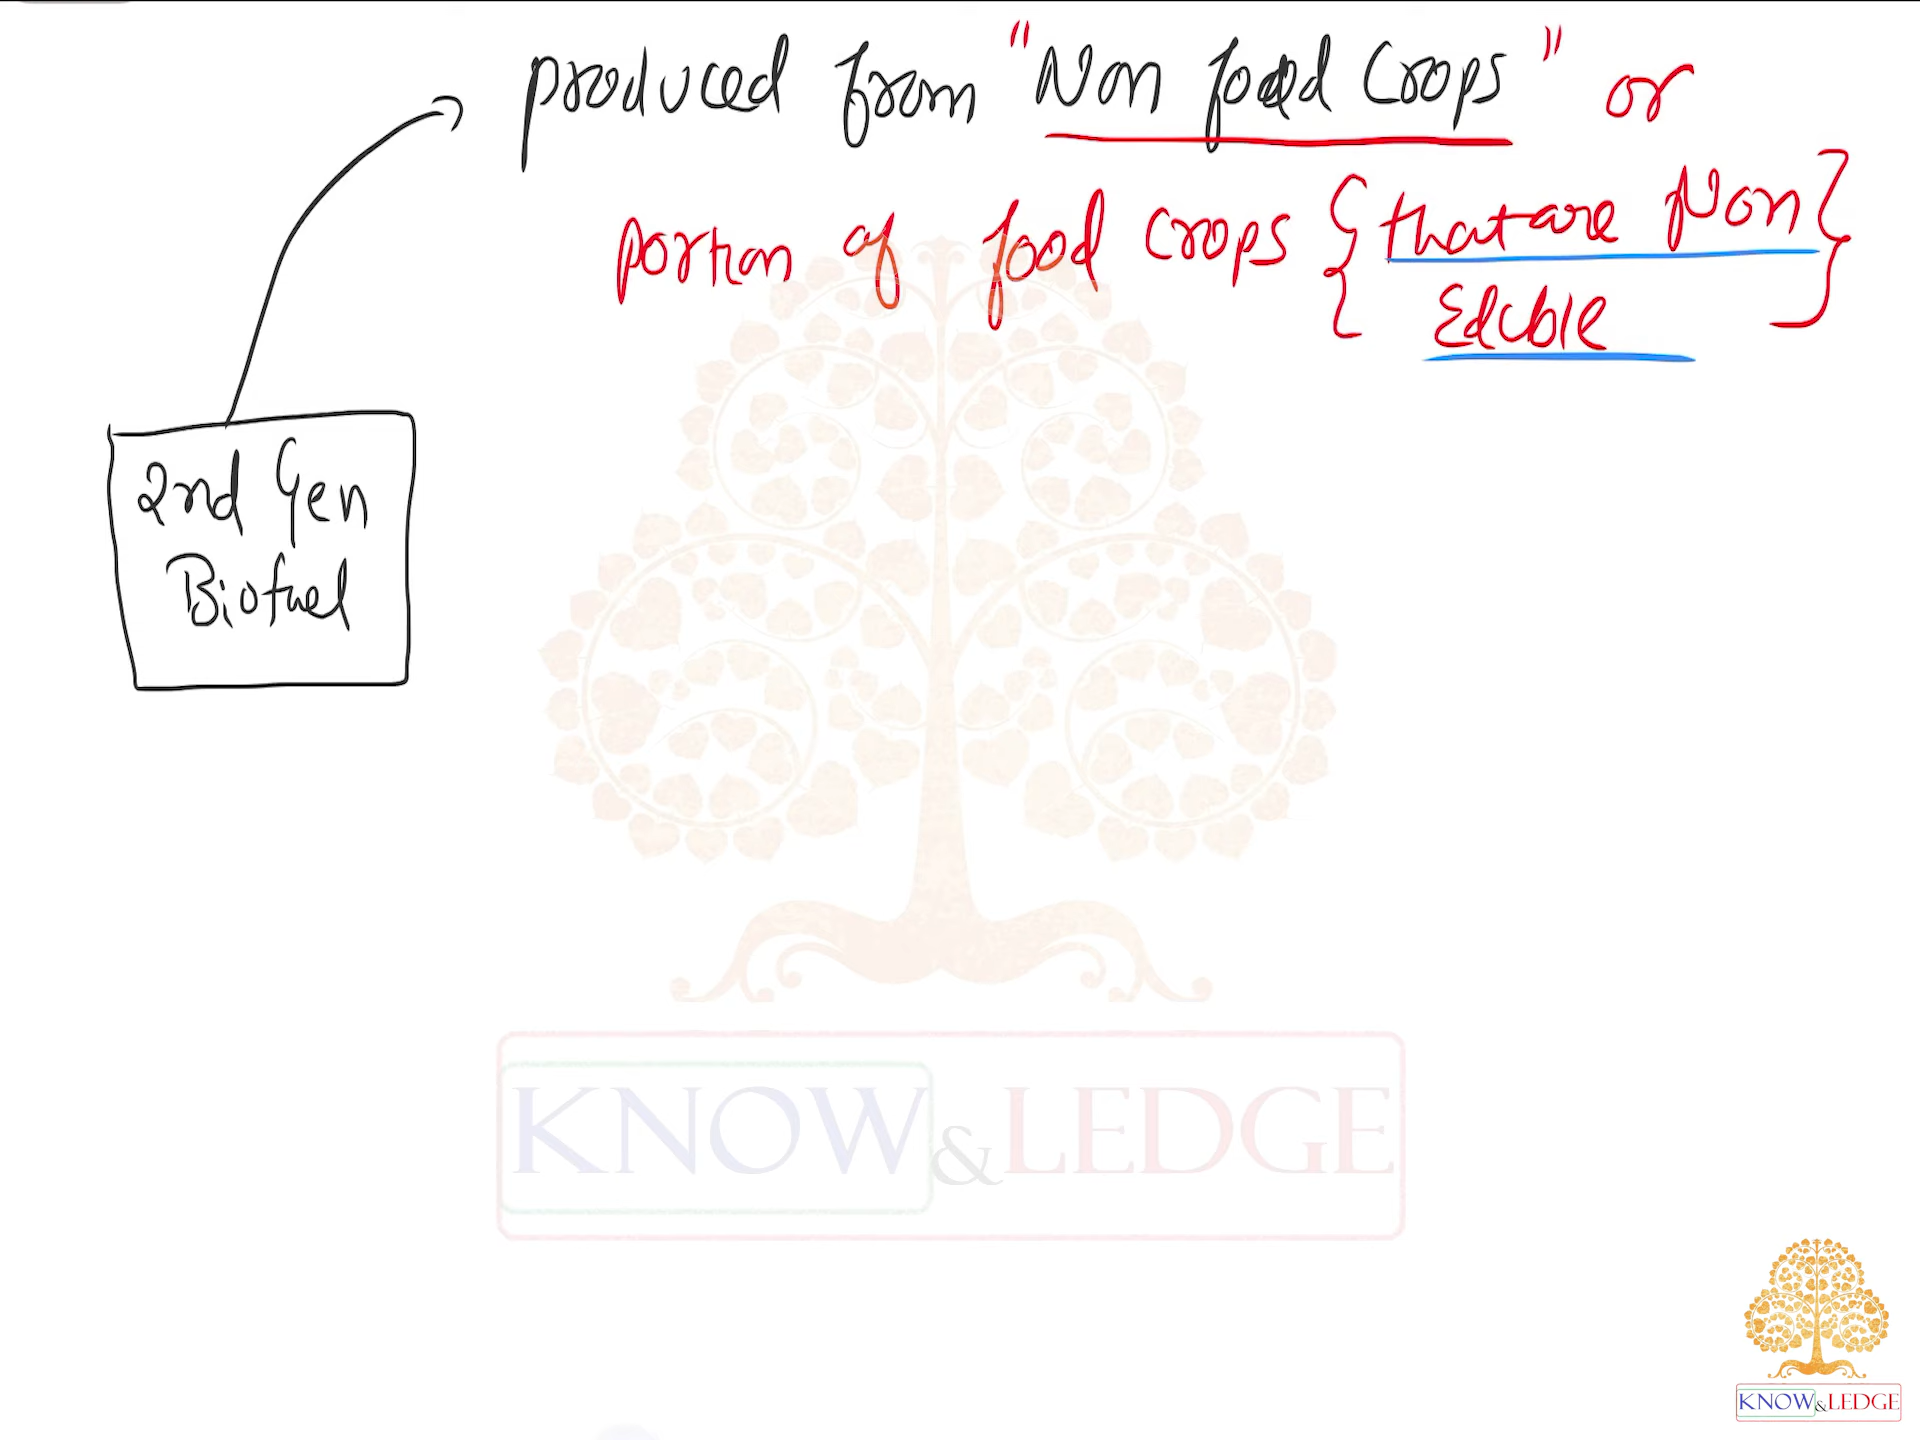 produced from "Non food Crops" or
portion of food crops { that are Non }
Edible
2nd Gen
Biofuel
KNOW&LEDGE
KNOW&LEDGE